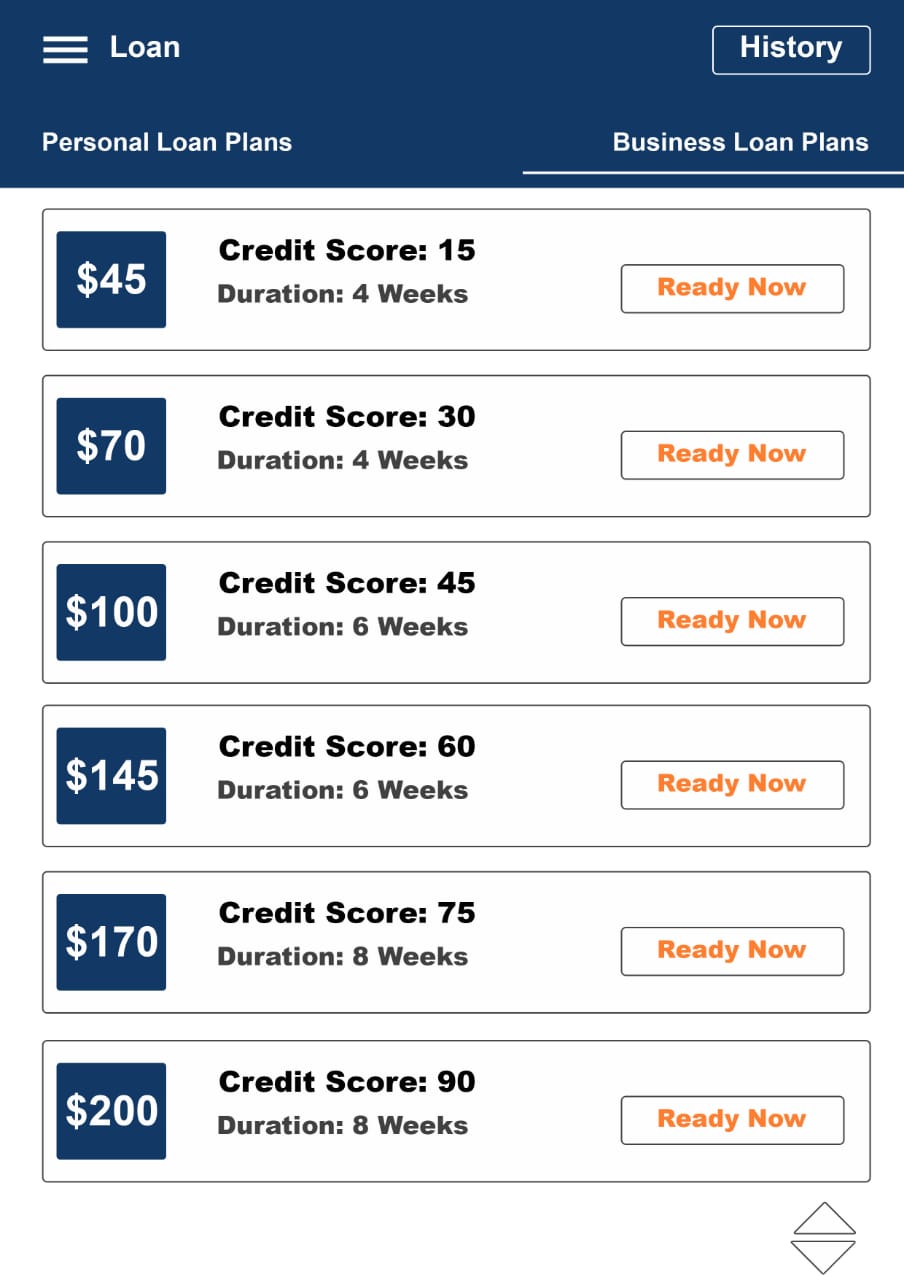 Loan
History
Personal Loan Plans
Business Loan Plans
$45
Credit Score: 15
Duration: 4 Weeks
Ready Now
$70
Credit Score: 30
Duration: 4 Weeks
Ready Now
$100
Credit Score: 45
Duration: 6 Weeks
Ready Now
$145
Credit Score: 60
Duration: 6 Weeks
Ready Now
$170
Credit Score: 75
Duration: 8 Weeks
Ready Now
$200
Credit Score: 90
Duration: 8 Weeks
Ready Now